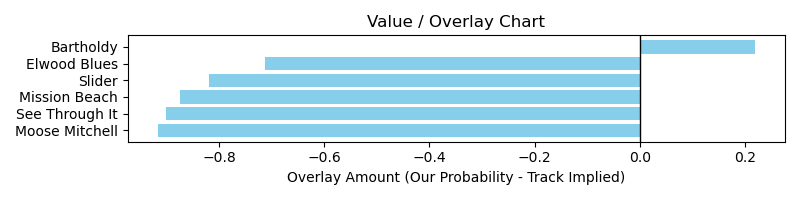 Value / Overlay Chart
Bartholdy
Elwood Blues
Slider
Mission Beach
See Through It
Moose Mitchell
−0.8 −0.6 −0.4 −0.2 0.0 0.2
Overlay Amount (Our Probability - Track Implied)